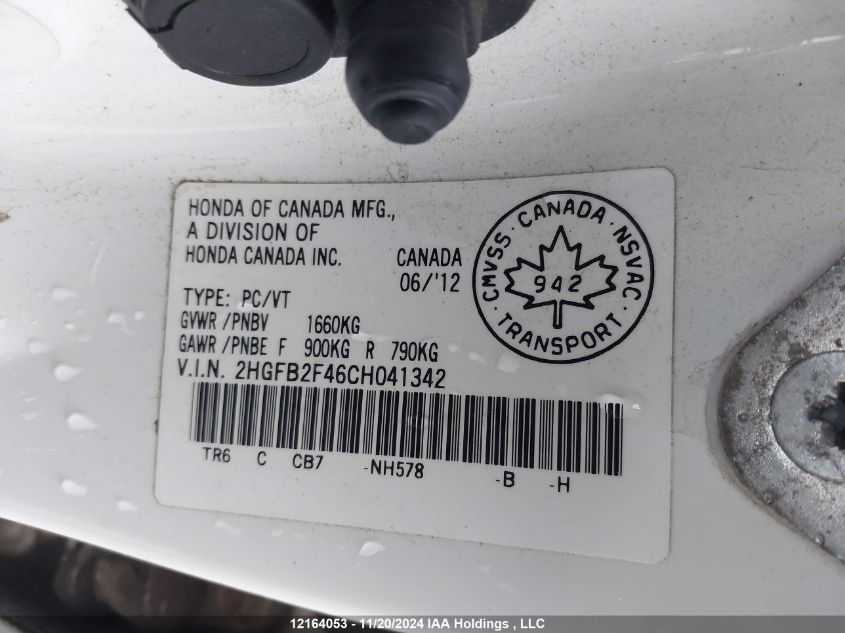 HONDA OF CANADA MFG.,
A DIVISION OF
HONDA CANADA INC. CANADA
06/'12
TYPE: PC/VT
GVWR /PNBV 1660KG
GAWR /PNBE F 900KG R 790KG
V.I.N. 2HGFB2F46CH041342
TR6 C CB7 -NH578 -B -H
CMVSS · CANADA · NSVAC
942
· TRANSPORT ·
12164053 - 11/20/2024 IAA Holdings , LLC